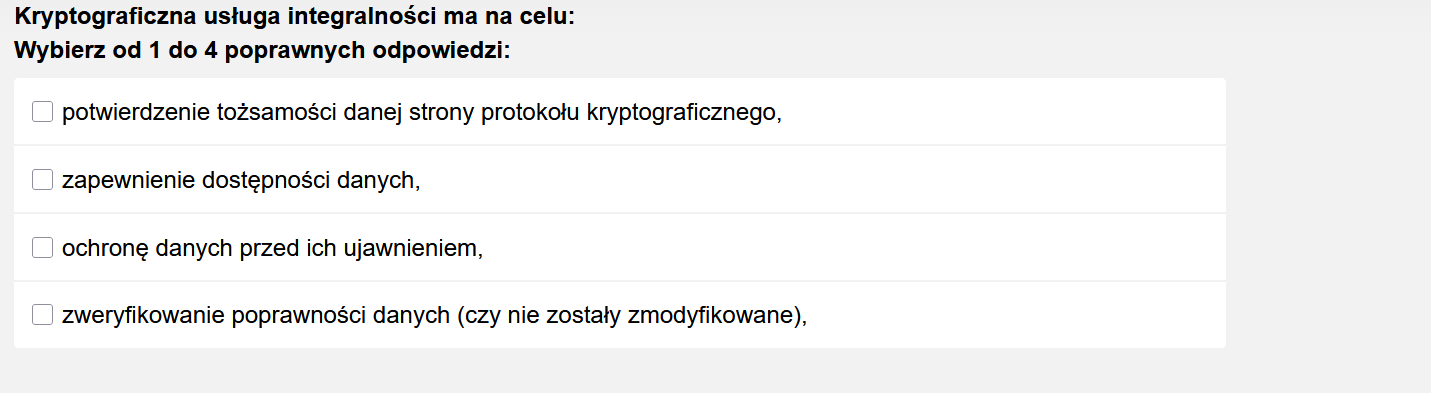 Kryptograficzna usługa integralności ma na celu:
Wybierz od 1 do 4 poprawnych odpowiedzi:
potwierdzenie tożsamości danej strony protokołu kryptograficznego,
zapewnienie dostępności danych,
ochronę danych przed ich ujawnieniem,
zweryfikowanie poprawności danych (czy nie zostały zmodyfikowane),